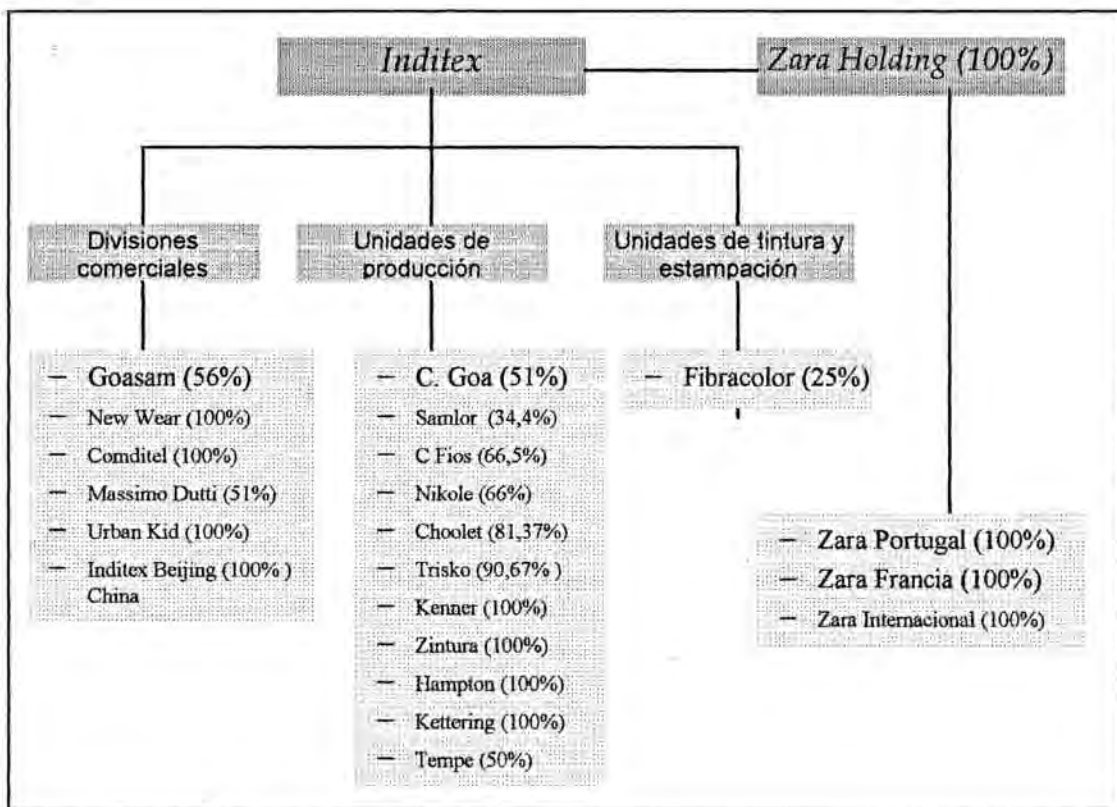 Inditex
Zara Holding (100%)
Divisiones
comerciales
Unidades de
producción
Unidades de tintura y
estampación
— Goasam (56%)
— New Wear (100%)
— Comditel (100%)
— Massimo Dutti (51%)
— Urban Kid (100%)
— Inditex Beijing (100% )
China
— C. Goa (51%)
— Samlor (34,4%)
— C Fios (66,5%)
— Nikole (66%)
— Choolet (81,37%)
— Trisko (90,67% )
— Kenner (100%)
— Zintura (100%)
— Hampton (100%)
— Kettering (100%)
— Tempe (50%)
— Fibracolor (25%)
— Zara Portugal (100%)
— Zara Francia (100%)
— Zara Internacional (100%)